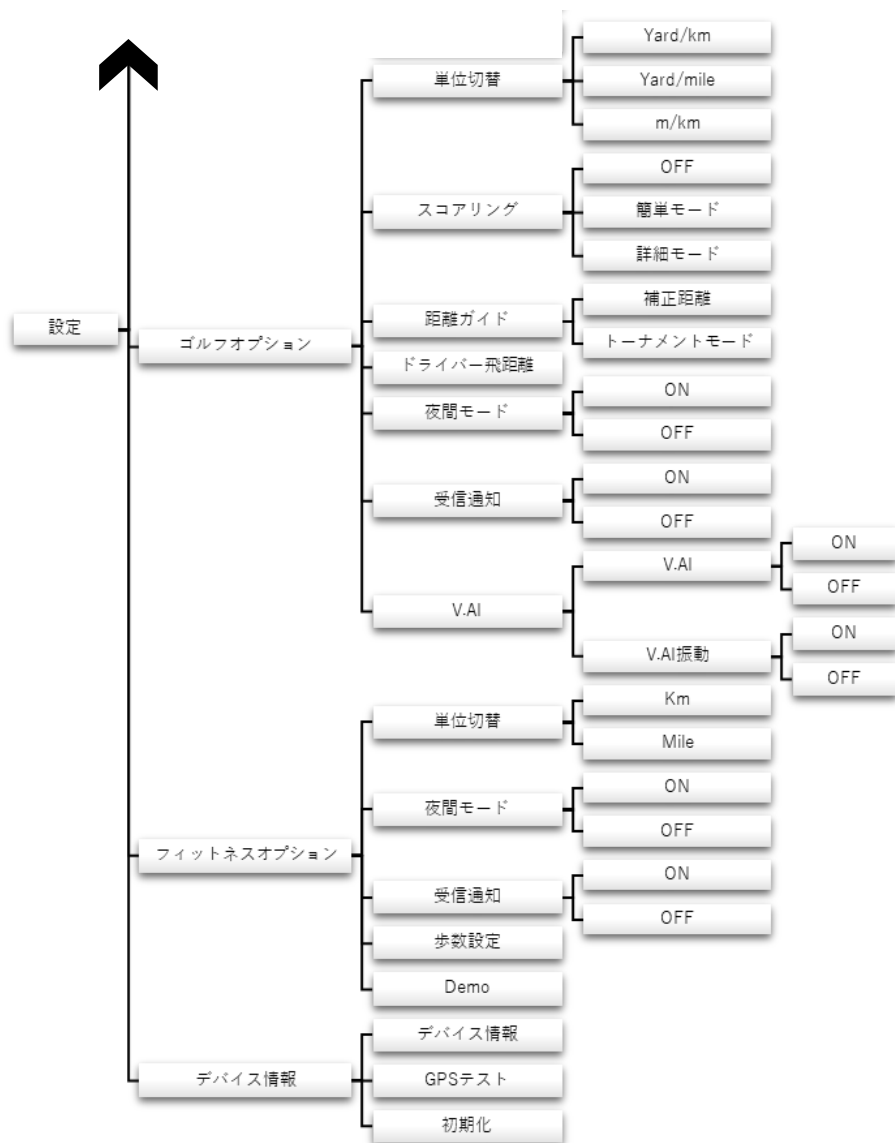 設定
ゴルフオプション
単位切替
Yard/km
Yard/mile
m/km
スコアリング
OFF
簡単モード
詳細モード
距離ガイド
補正距離
トーナメントモード
ドライバー飛距離
夜間モード
ON
OFF
受信通知
ON
OFF
V.AI
V.AI
ON
OFF
V.AI振動
ON
OFF
フィットネスオプション
単位切替
Km
Mile
夜間モード
ON
OFF
受信通知
ON
OFF
歩数設定
Demo
デバイス情報
デバイス情報
GPSテスト
初期化